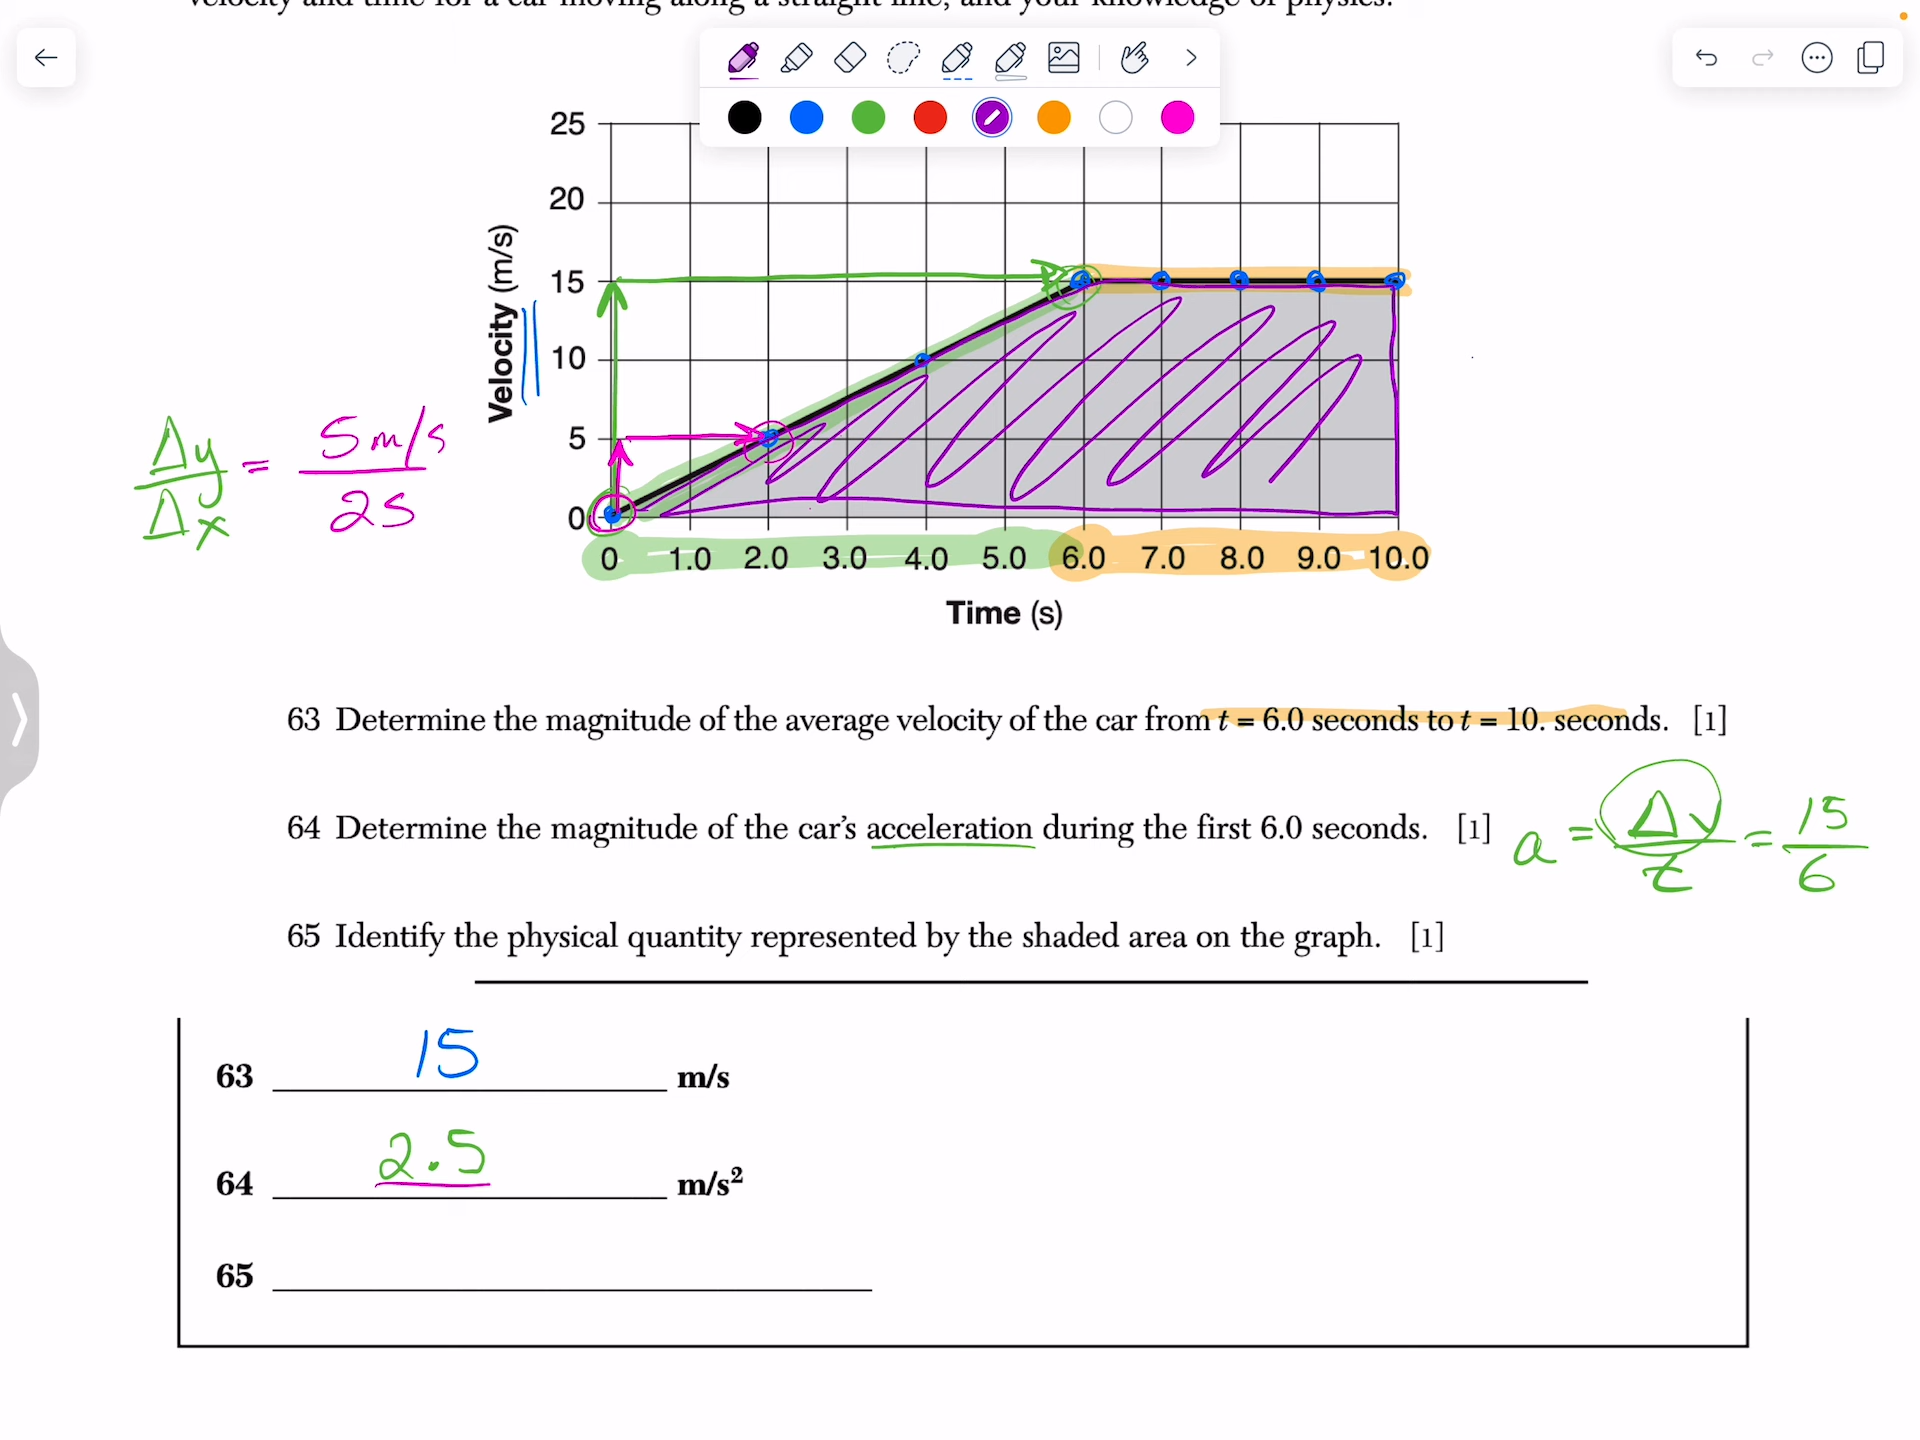 velocity and time for a car moving along a straight line, and your knowledge of physics.
25
20
15
10
5
0
Velocity (m/s)
0 1.0 2.0 3.0 4.0 5.0 6.0 7.0 8.0 9.0 10.0
Time (s)
Δy/Δx = 5 m/s / 2s
63 Determine the magnitude of the average velocity of the car from t = 6.0 seconds to t = 10. seconds. [1]
64 Determine the magnitude of the car's acceleration during the first 6.0 seconds. [1]
a = Δv/t = 15/6
65 Identify the physical quantity represented by the shaded area on the graph. [1]
63 15 m/s
64 2.5 m/s²
65